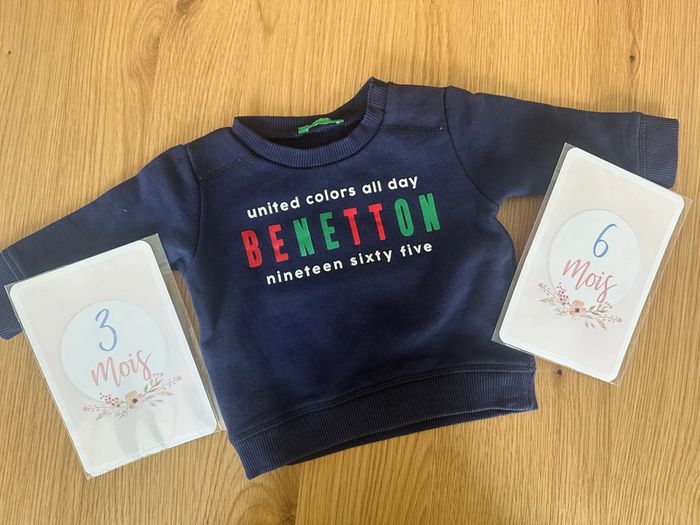 united colors all day
BENETTON
nineteen sixty five
3
Mois
6
Mois